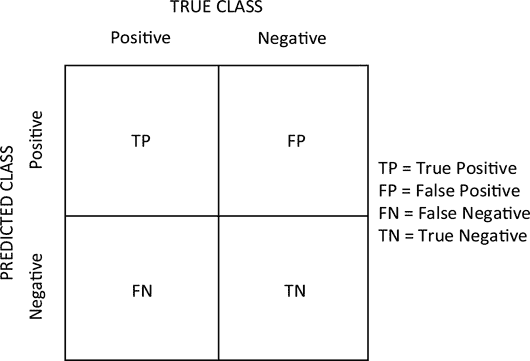 TRUE CLASS
Positive Negative
PREDICTED CLASS
Positive
Negative
TP FP
FN TN
TP = True Positive
FP = False Positive
FN = False Negative
TN = True Negative